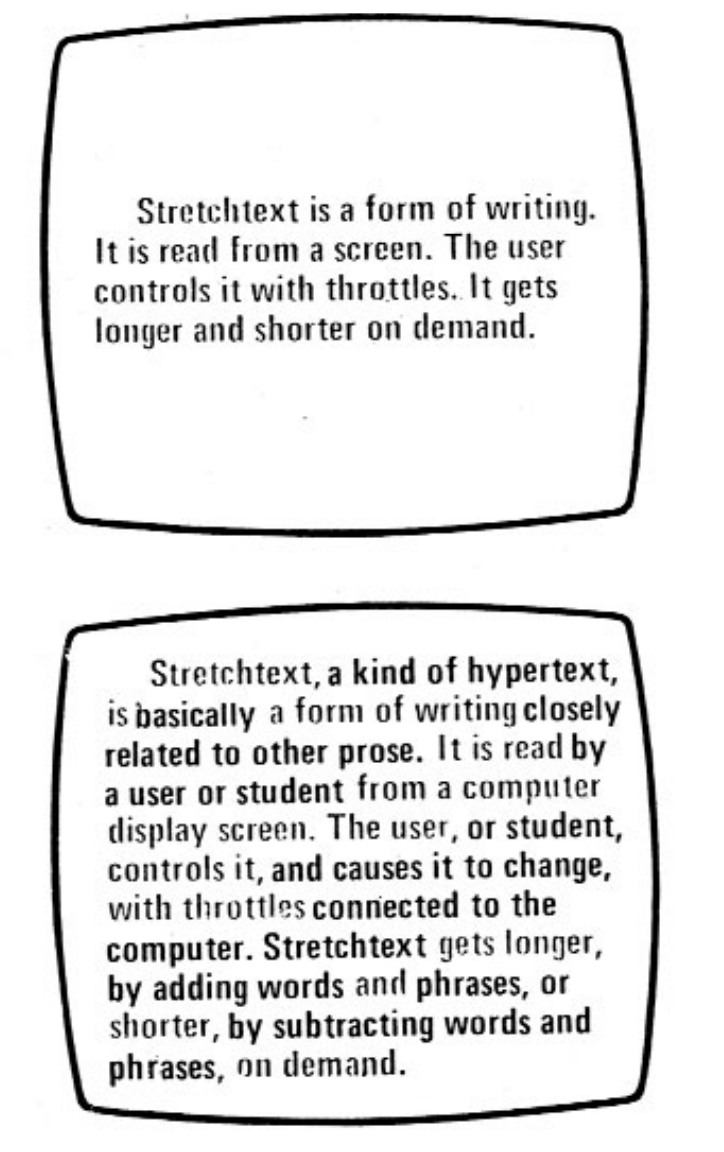 Stretchtext is a form of writing.
It is read from a screen. The user
controls it with throttles. It gets
longer and shorter on demand.
Stretchtext, a kind of hypertext,
is basically a form of writing closely
related to other prose. It is read by
a user or student from a computer
display screen. The user, or student,
controls it, and causes it to change,
with throttles connected to the
computer. Stretchtext gets longer,
by adding words and phrases, or
shorter, by subtracting words and
phrases, on demand.